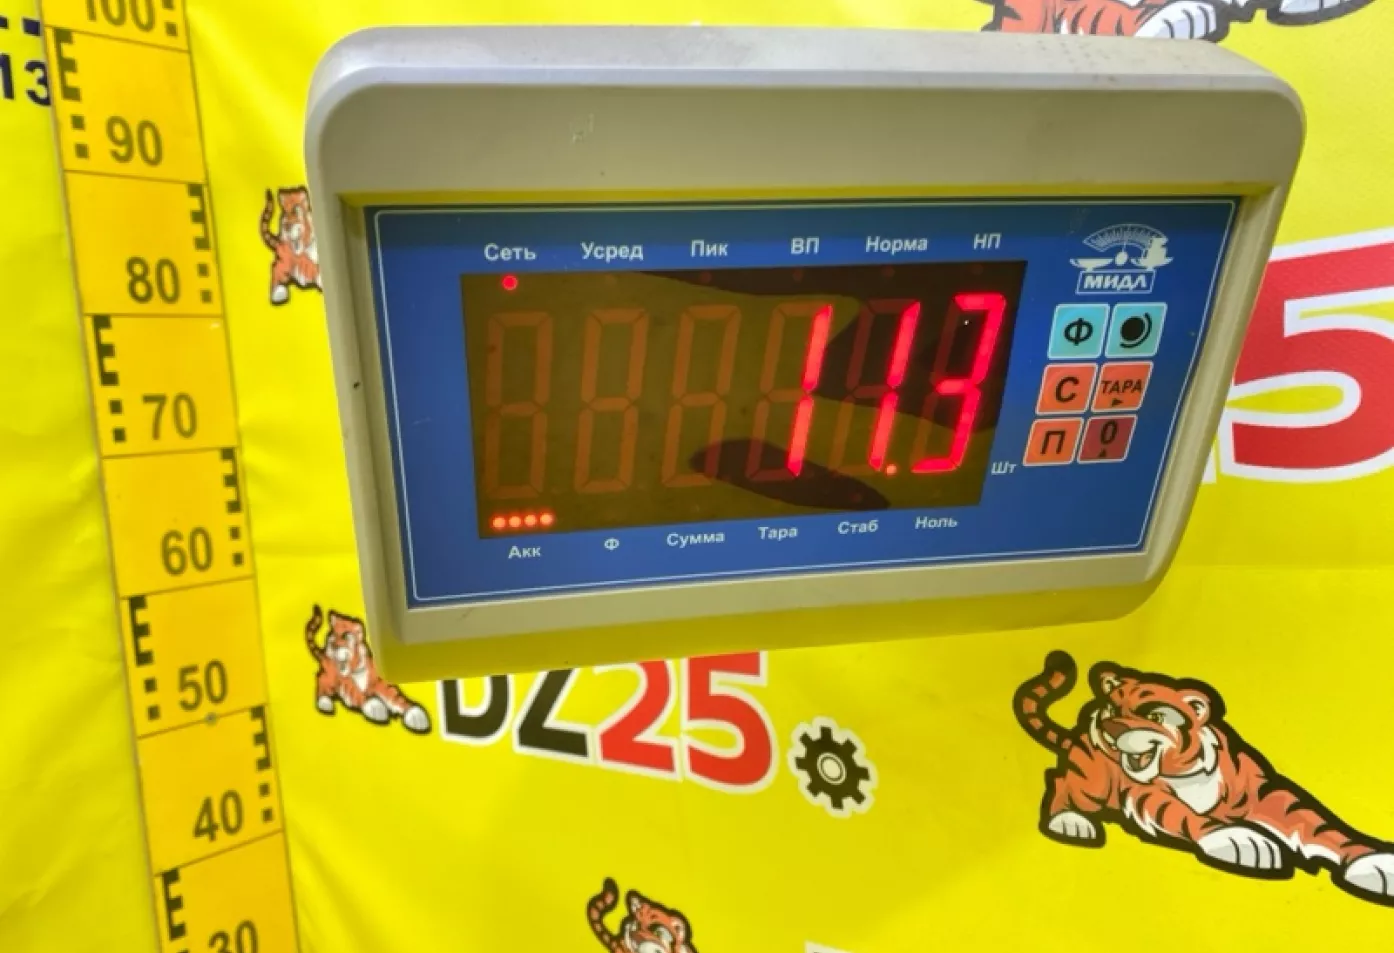 100
13
90
80
70
60
50
40
30
Сеть Усред Пик ВП Норма НП
МИДЛ
11.3
Ф
С ТАРА
П 0
Шт
Акк Ф Сумма Тара Стаб Ноль
DZ25
5